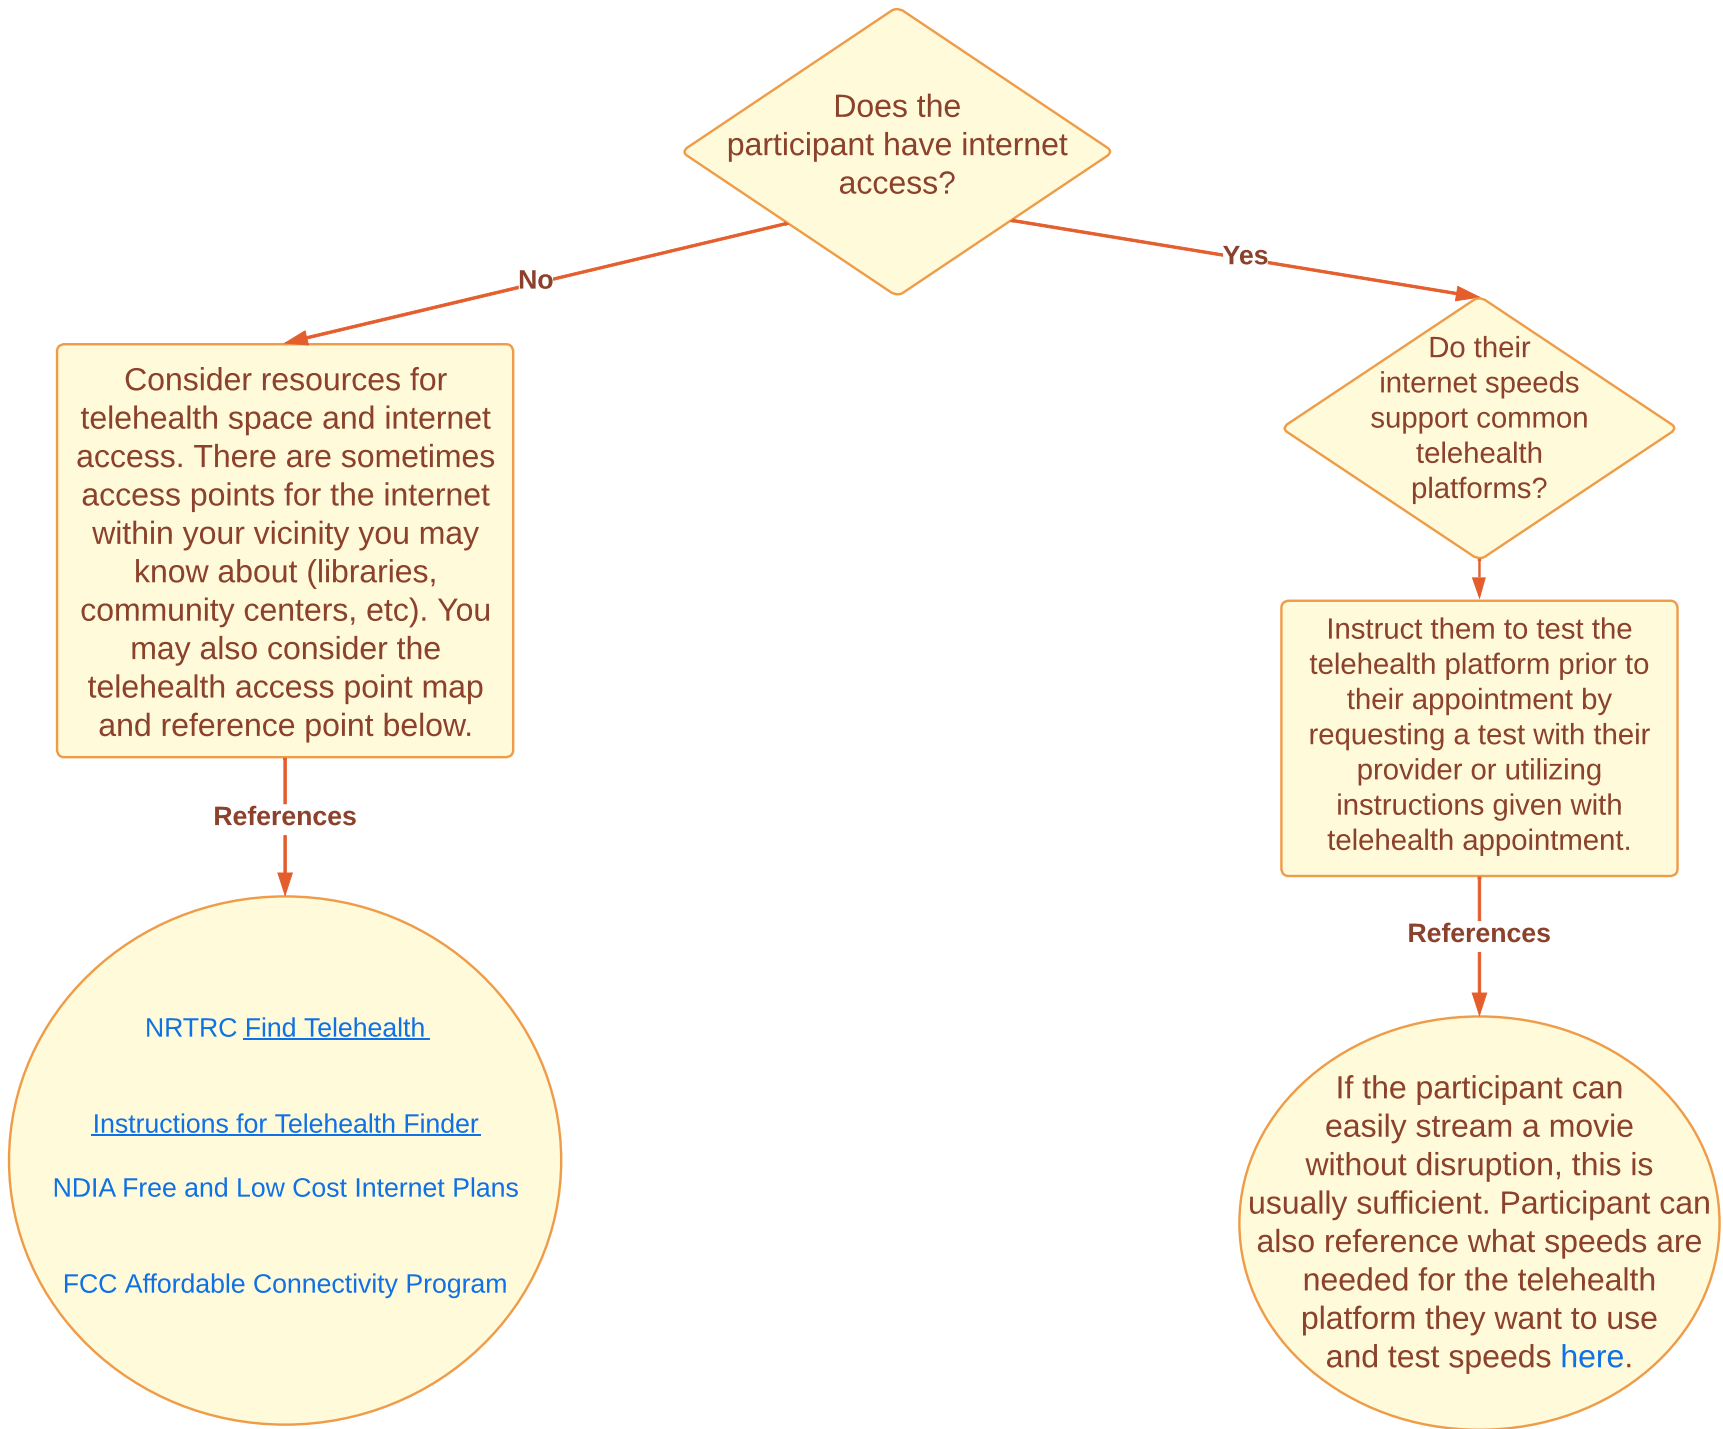 Does the
participant have internet
access?
No
Yes
Consider resources for
telehealth space and internet
access. There are sometimes
access points for the internet
within your vicinity you may
know about (libraries,
community centers, etc). You
may also consider the
telehealth access point map
and reference point below.
References
NRTRC Find Telehealth
Instructions for Telehealth Finder
NDIA Free and Low Cost Internet Plans
FCC Affordable Connectivity Program
Do their
internet speeds
support common
telehealth
platforms?
Instruct them to test the
telehealth platform prior to
their appointment by
requesting a test with their
provider or utilizing
instructions given with
telehealth appointment.
References
If the participant can
easily stream a movie
without disruption, this is
usually sufficient. Participant can
also reference what speeds are
needed for the telehealth
platform they want to use
and test speeds here.